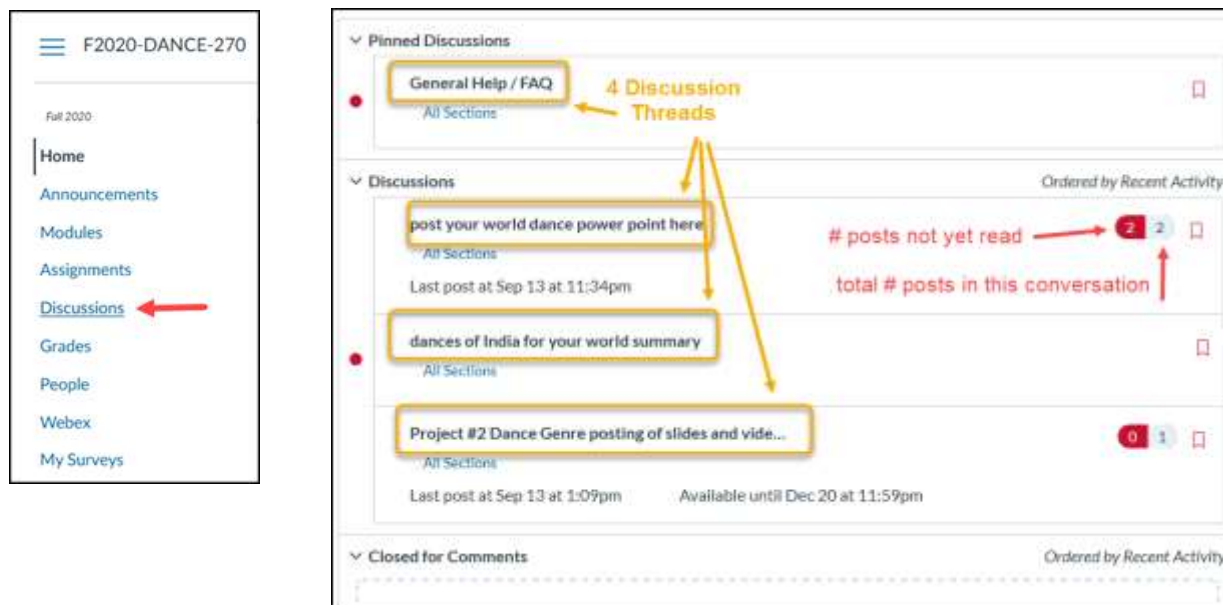 F2020-DANCE-270
Fall 2020
Home
Announcements
Modules
Assignments
Discussions
Grades
People
Webex
My Surveys
Pinned Discussions
General Help / FAQ
All Sections
4 Discussion
Threads
Discussions
Ordered by Recent Activity
post your world dance power point here
All Sections
Last post at Sep 13 at 11:34pm
# posts not yet read
2 2
total # posts in this conversation
dances of India for your world summary
All Sections
Project #2 Dance Genre posting of slides and vide...
All Sections
0 1
Last post at Sep 13 at 1:09pm Available until Dec 20 at 11:59pm
Closed for Comments
Ordered by Recent Activity